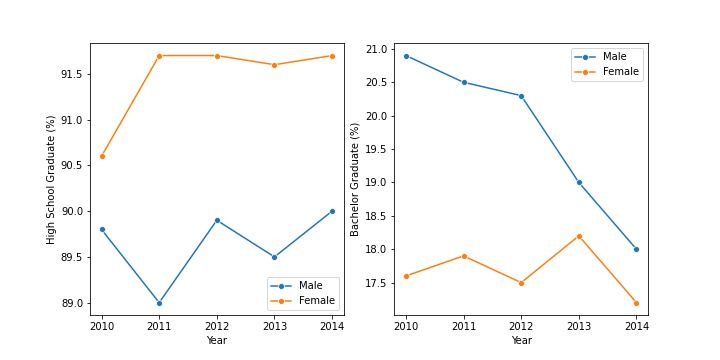 High School Graduate (%)
91.5
91.0
90.5
90.0
89.5
89.0
2010 2011 2012 2013 2014
Year
Male
Female
Bachelor Graduate (%)
21.0
20.5
20.0
19.5
19.0
18.5
18.0
17.5
2010 2011 2012 2013 2014
Year
Male
Female